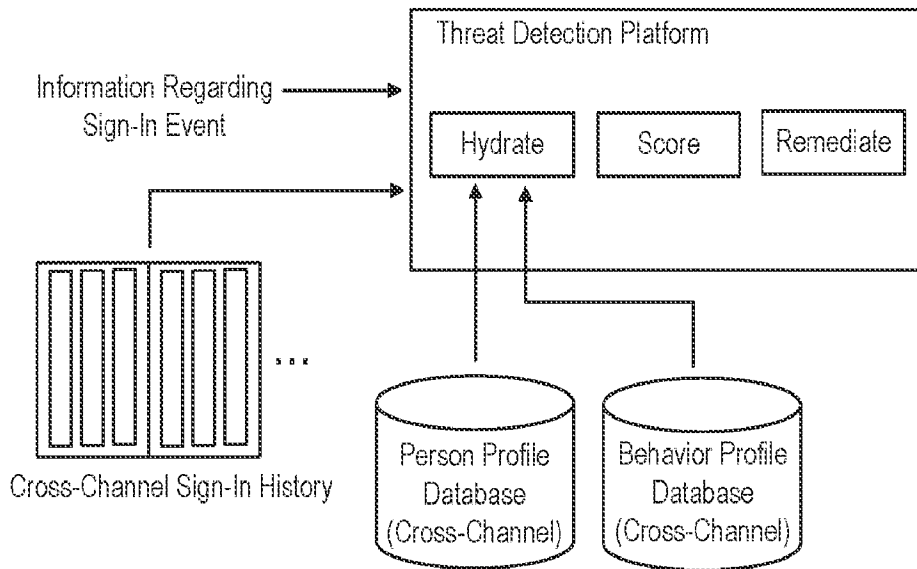 Threat Detection Platform
Information Regarding
Sign-In Event
Hydrate
Score
Remediate
...
Cross-Channel Sign-In History
Person Profile
Database
(Cross-Channel)
Behavior Profile
Database
(Cross-Channel)